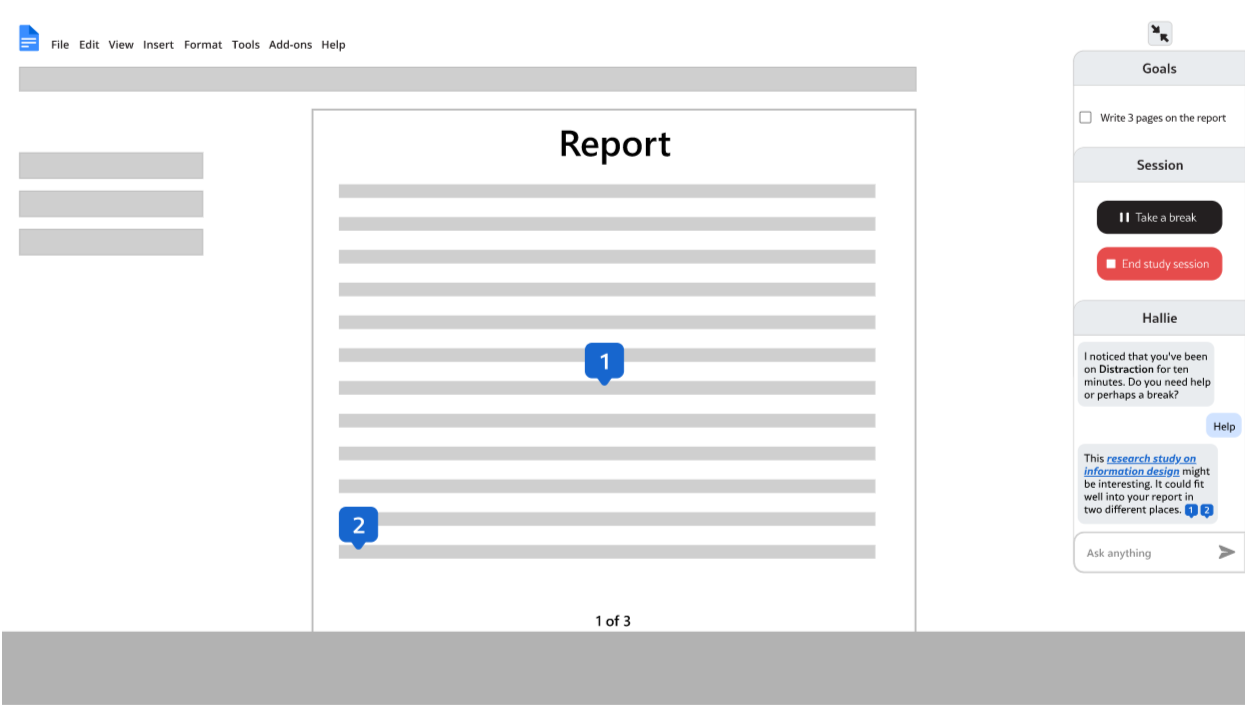 File Edit View Insert Format Tools Add-ons Help
Report
1
2
1 of 3
Goals
Write 3 pages on the report
Session
Take a break
End study session
Hallie
I noticed that you've been
on Distraction for ten
minutes. Do you need help
or perhaps a break?
Help
This research study on
information design might
be interesting. It could fit
well into your report in
two different places. 1 2
Ask anything